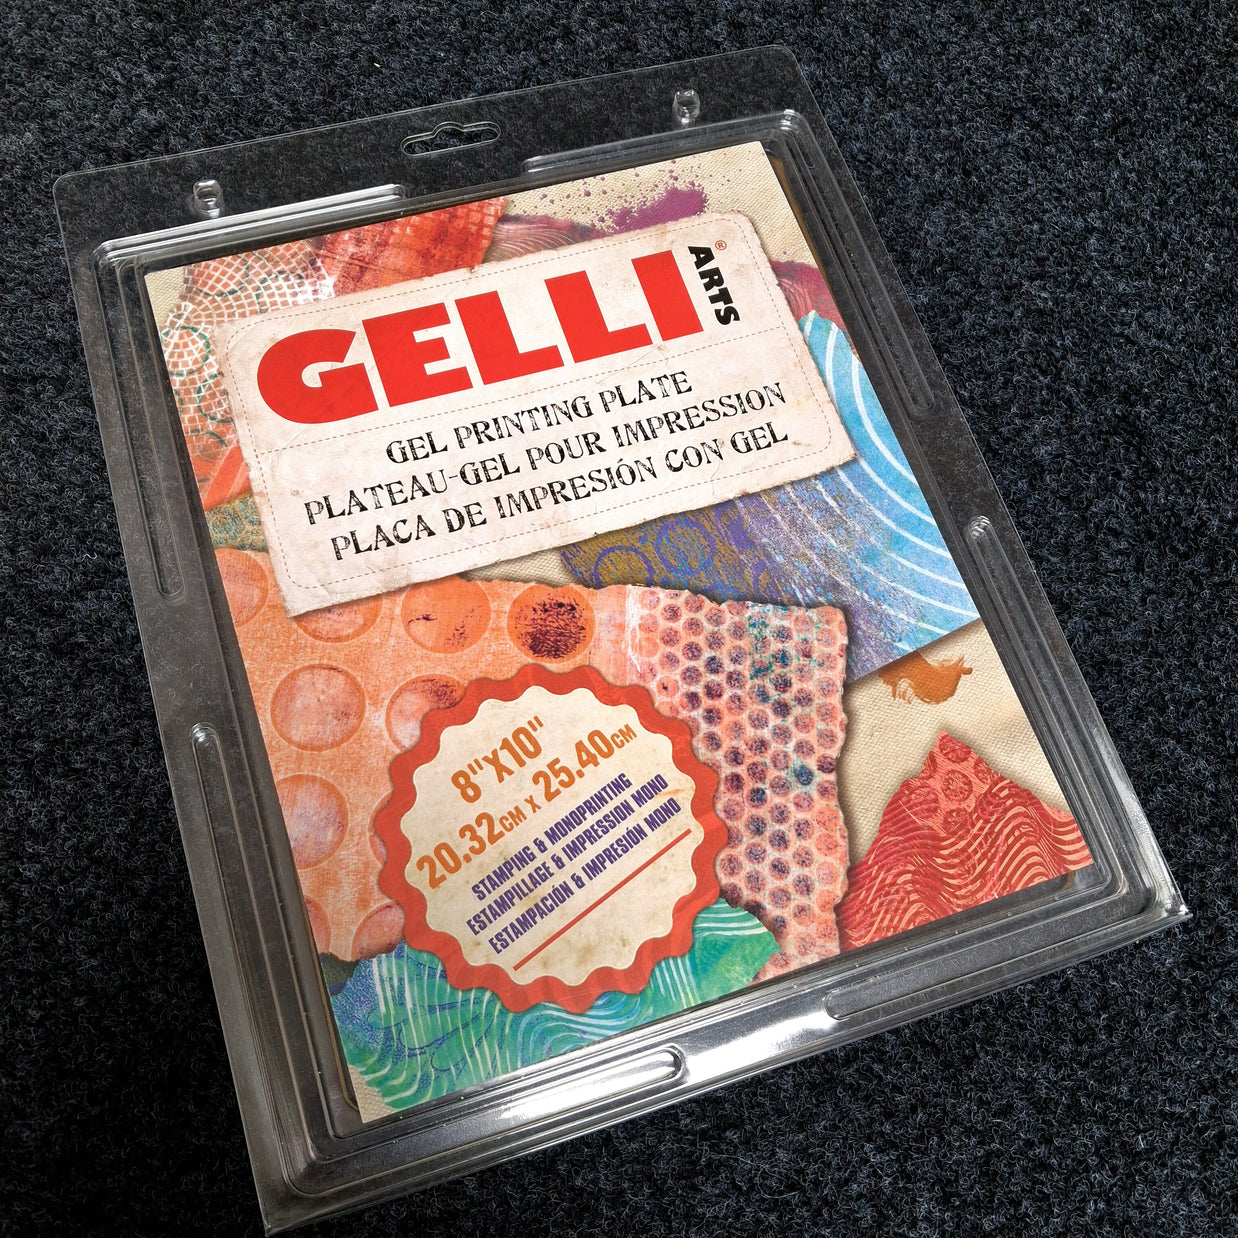 GELLI ARTS®
GEL PRINTING PLATE
PLATEAU-GEL POUR IMPRESSION
PLACA DE IMPRESIÓN CON GEL
8"X10"
20.32CM X 25.40CM
STAMPING & MONOPRINTING
ESTAMPILLAGE & IMPRESSION MONO
ESTAMPACIÓN & IMPRESIÓN MONO